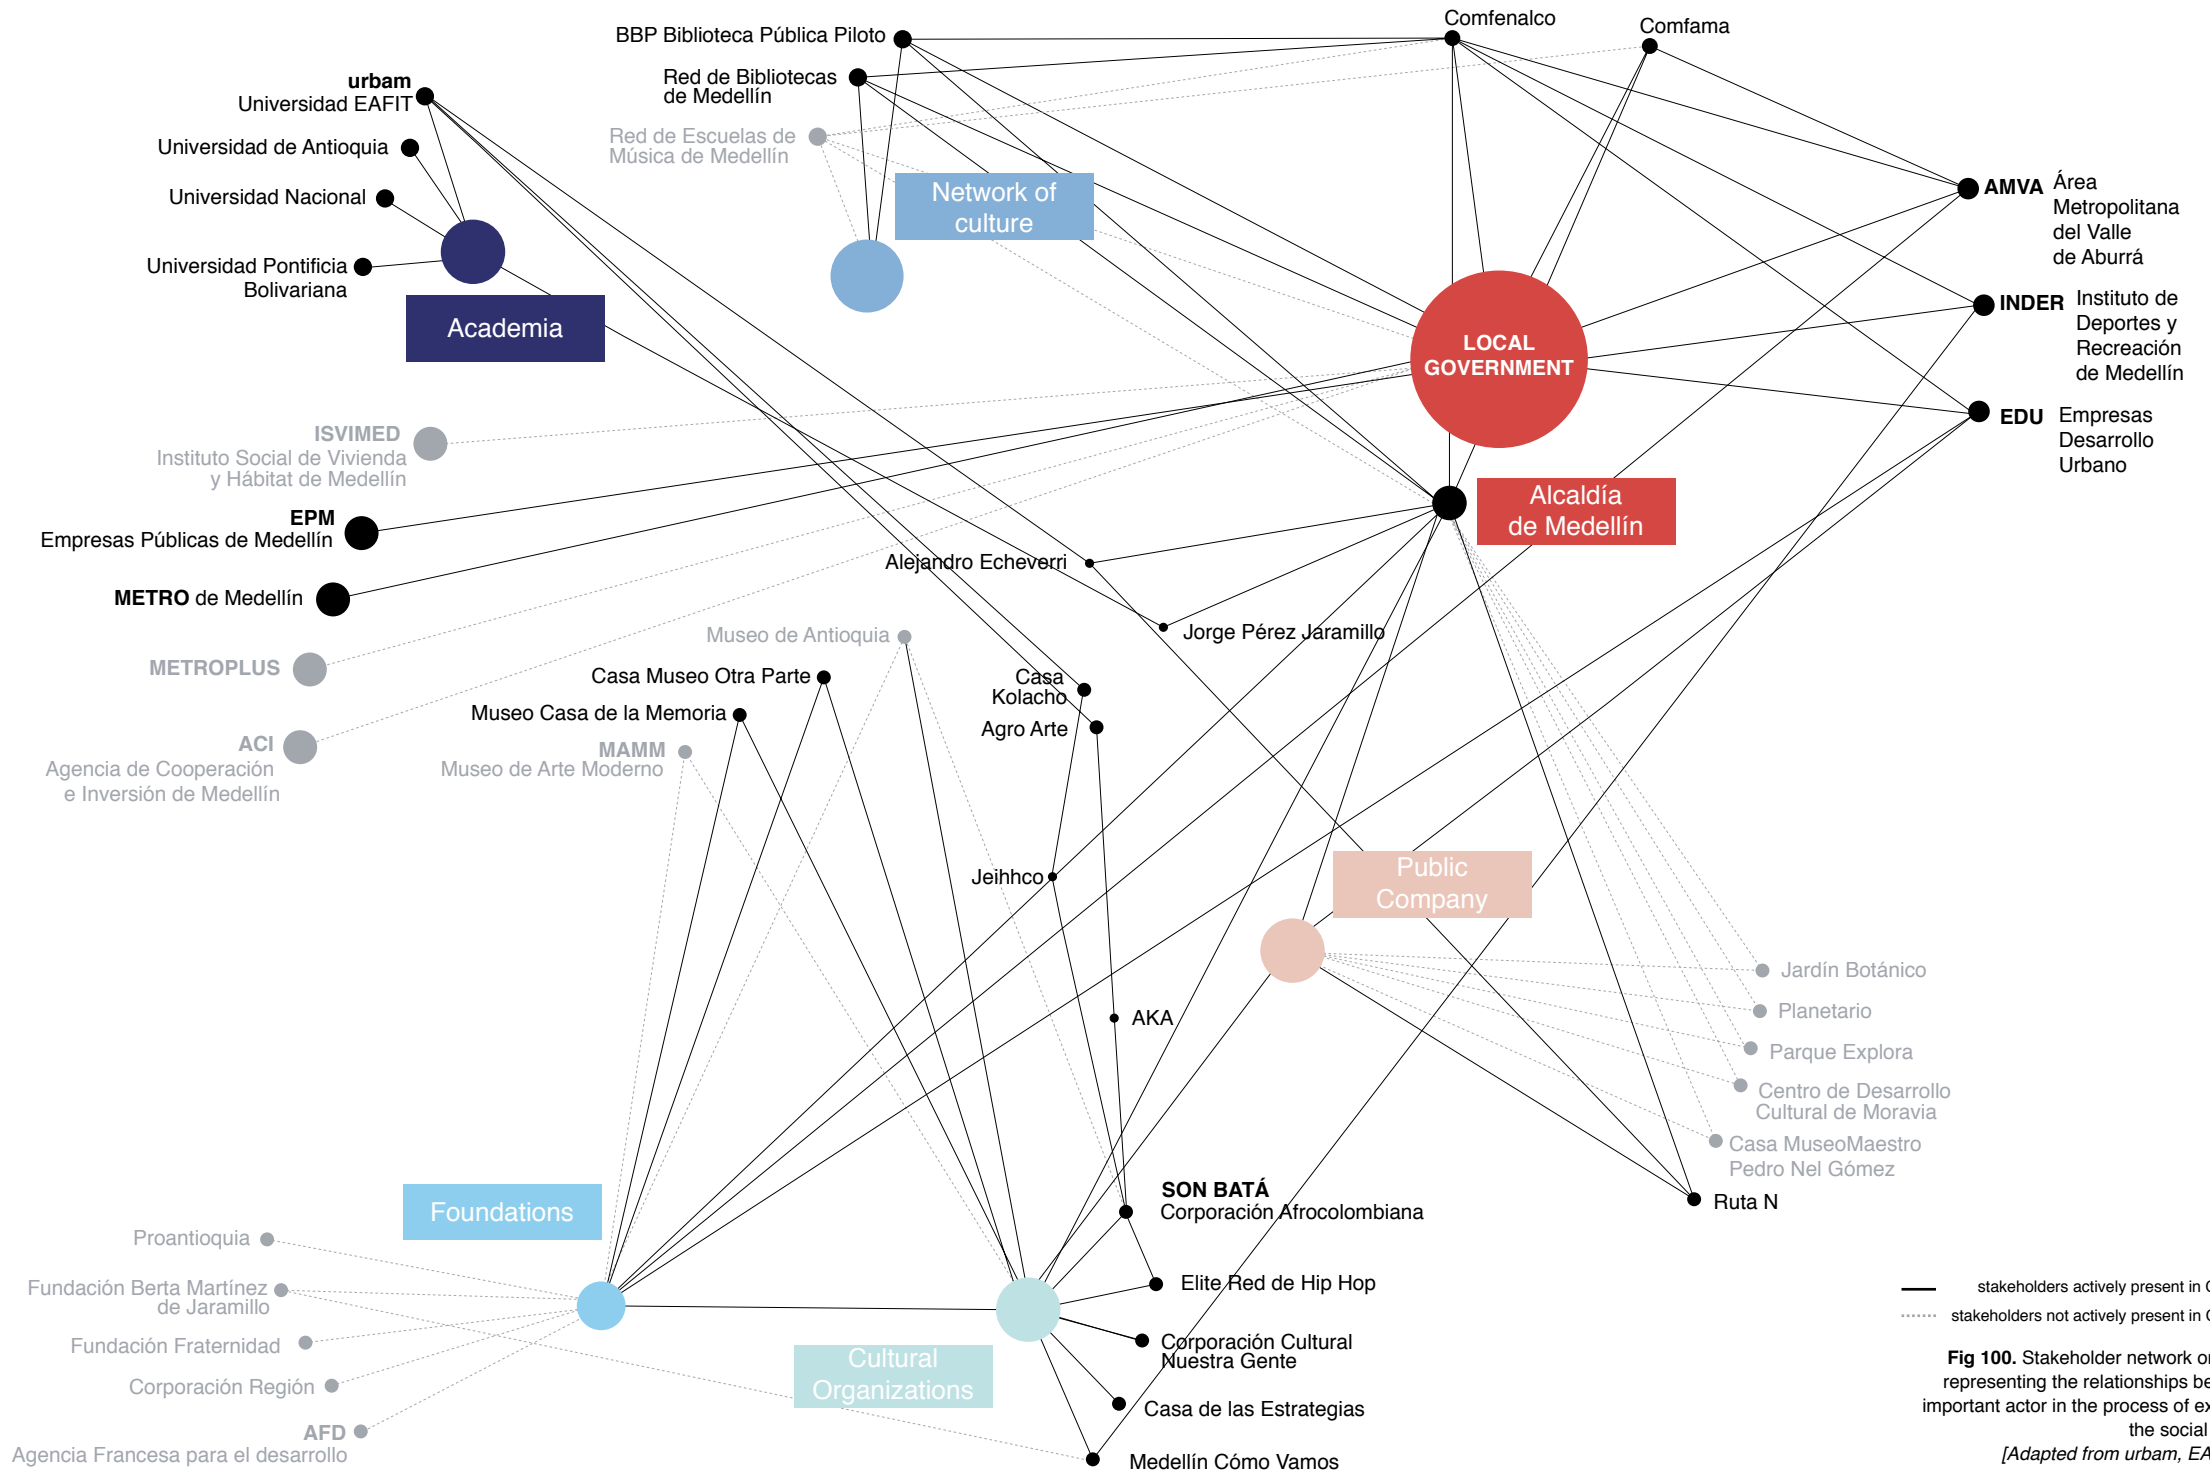 BBP Biblioteca Pública Piloto
Comfenalco
Comfama
Red de Bibliotecas
de Medellín
urbam
Universidad EAFIT
Red de Escuelas de
Música de Medellín
Universidad de Antioquia
Universidad Nacional
Universidad Pontificia
Bolivariana
Academia
Network of
culture
AMVA Área
Metropolitana
del Valle
de Aburrá
INDER Instituto de
Deportes y
Recreación
de Medellín
LOCAL
GOVERNMENT
EDU Empresas
Desarrollo
Urbano
ISVIMED
Instituto Social de Vivienda
y Hábitat de Medellín
Alcaldía
de Medellín
EPM
Empresas Públicas de Medellín
Alejandro Echeverri
METRO de Medellín
Jorge Pérez Jaramillo
Museo de Antioquia
METROPLUS
Casa Museo Otra Parte
Casa
Kolacho
Museo Casa de la Memoria
Agro Arte
ACI
Agencia de Cooperación
e Inversión de Medellín
MAMM
Museo de Arte Moderno
Jeihhco
Public
Company
Jardín Botánico
Planetario
AKA
Parque Explora
Centro de Desarrollo
Cultural de Moravia
Casa MuseoMaestro
Pedro Nel Gómez
Ruta N
SON BATÁ
Corporación Afrocolombiana
Foundations
Proantioquia
Fundación Berta Martínez
de Jaramillo
Elite Red de Hip Hop
Fundación Fraternidad
Corporación Cultural
Nuestra Gente
Cultural
Organizations
Corporación Región
Casa de las Estrategias
AFD
Agencia Francesa para el desarrollo
Medellín Cómo Vamos
stakeholders actively present in
stakeholders not actively present in
Fig 100. Stakeholder network
representing the relationships
important actor in the process of
the social
[Adapted from urbam,